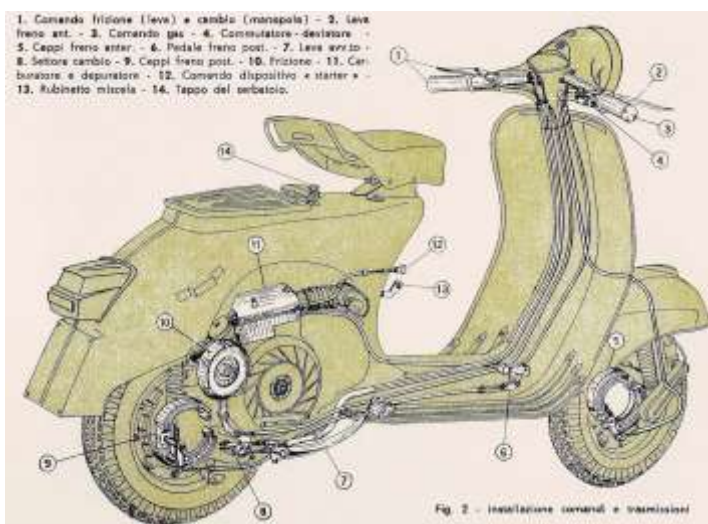 1. Comando frizione (leva) e cambio (manopola) - 2. Leva
freno ant. - 3. Comando gas - 4. Commutatore-deviatore -
5. Ceppi freno anter. - 6. Pedale freno post. - 7. Leva avv.to -
8. Settore cambio - 9. Ceppi freno post. - 10. Frizione - 11. Car-
buratore e depuratore - 12. Comando dispositivo « starter » -
13. Rubinetto miscela - 14. Tappo del serbatoio.
1
2
3
4
14
11
12
13
10
5
6
9
7
8
Fig. 2 - Installazione comandi e trasmissioni